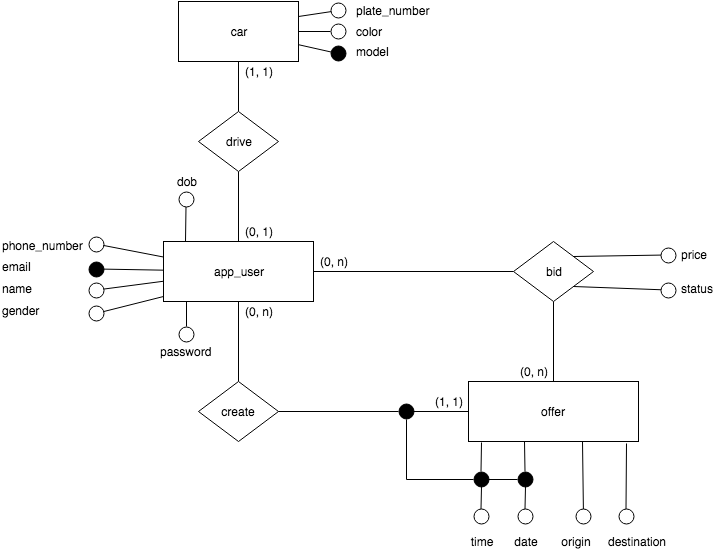 plate_number
car
color
model
(1, 1)
drive
dob
(0, 1)
phone_number
email
name
gender
app_user
(0, n)
bid
price
status
(0, n)
password
(0, n)
create
(1, 1)
offer
time
date
origin
destination